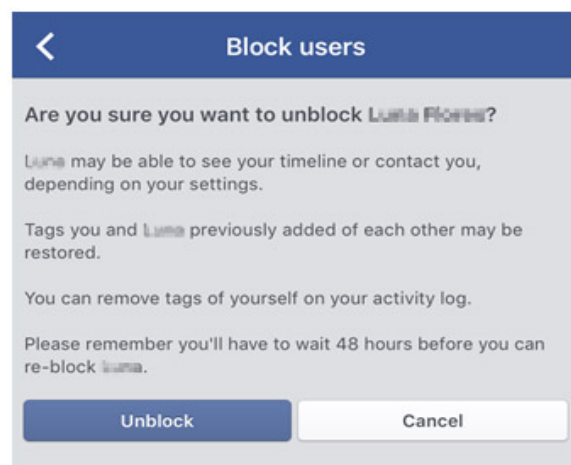 Block users
Are you sure you want to unblock ?
may be able to see your timeline or contact you,
depending on your settings.
Tags you and previously added of each other may be
restored.
You can remove tags of yourself on your activity log.
Please remember you'll have to wait 48 hours before you can
re-block .
Unblock Cancel